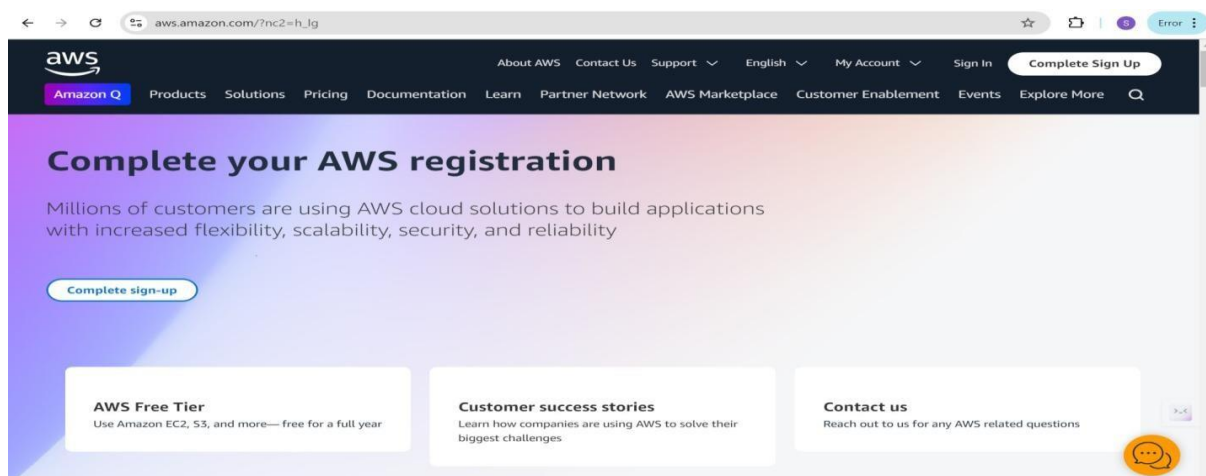 aws.amazon.com/?nc2=h_lg
S
Error
aws
About AWS Contact Us Support English My Account Sign In Complete Sign Up
Amazon Q Products Solutions Pricing Documentation Learn Partner Network AWS Marketplace Customer Enablement Events Explore More
Complete your AWS registration
Millions of customers are using AWS cloud solutions to build applications
with increased flexibility, scalability, security, and reliability
Complete sign-up
AWS Free Tier
Use Amazon EC2, S3, and more— free for a full year
Customer success stories
Learn how companies are using AWS to solve their
biggest challenges
Contact us
Reach out to us for any AWS related questions